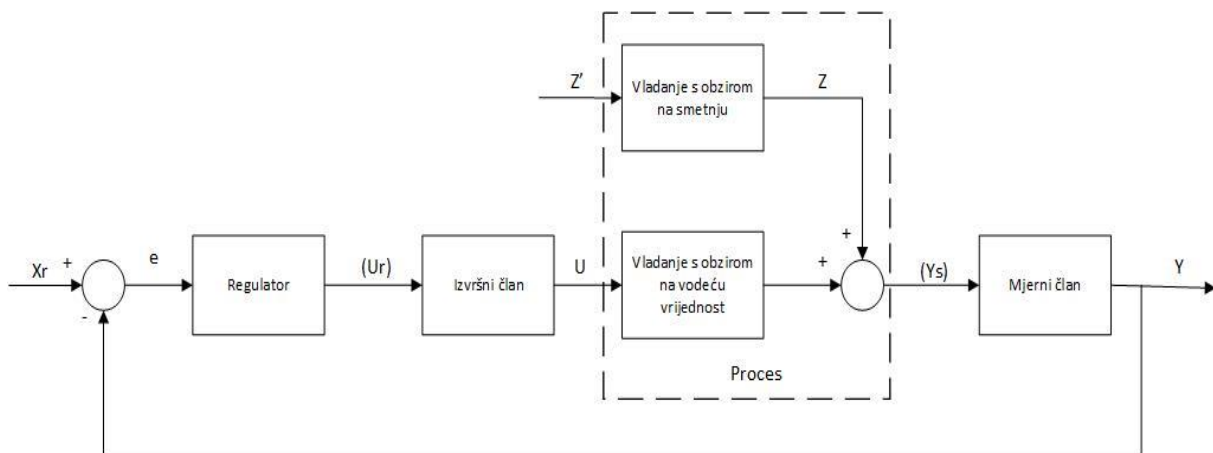 Z'
Vladanje s obzirom
na smetnju
Z
Xr
+
-
e
Regulator
(Ur)
Izvršni član
U
Vladanje s obzirom
na vodeću
vrijednost
+
+
(Ys)
Mjerni član
Y
Proces